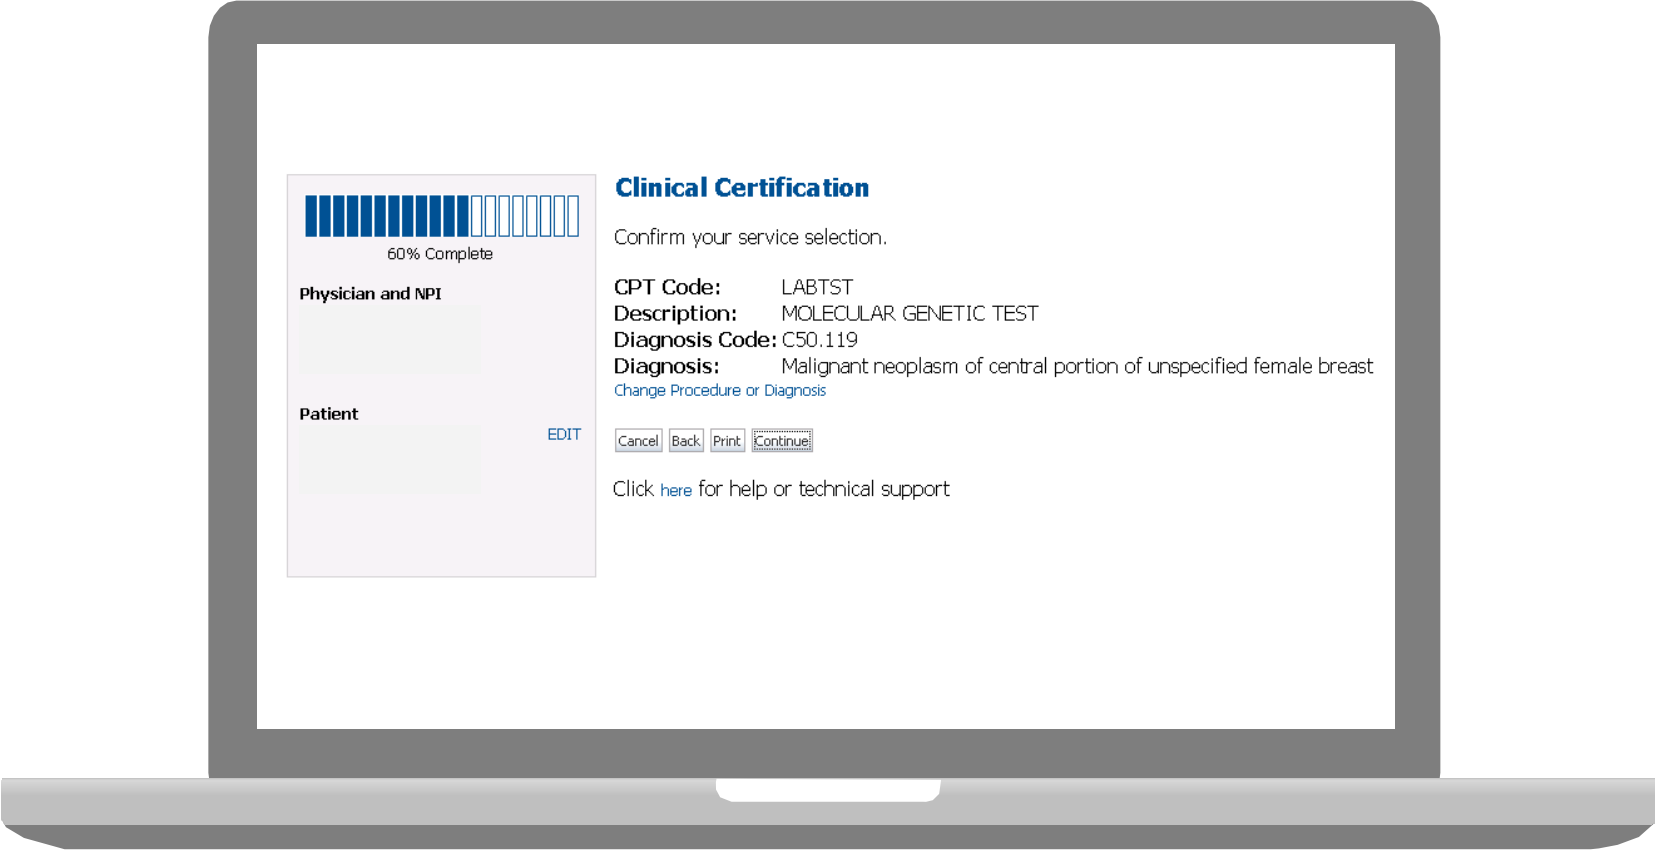 60% Complete
Physician and NPI
Patient
EDIT
Clinical Certification
Confirm your service selection.
CPT Code: LABTST
Description: MOLECULAR GENETIC TEST
Diagnosis Code: C50.119
Diagnosis: Malignant neoplasm of central portion of unspecified female breast
Change Procedure or Diagnosis
Cancel Back Print Continue
Click here for help or technical support